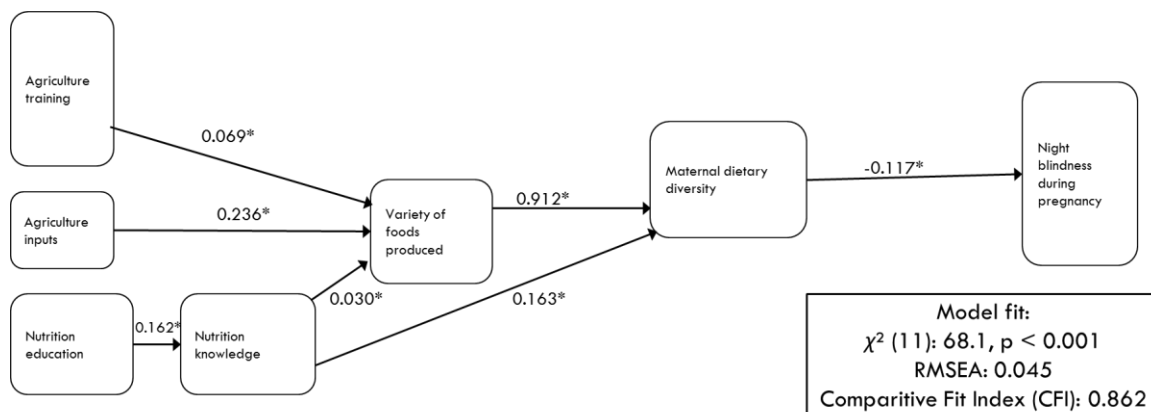 Agriculture
training
0.069*
Agriculture
inputs
0.236*
Nutrition
education
0.162*
Nutrition
knowledge
0.030*
0.163*
Variety of
foods
produced
0.912*
Maternal dietary
diversity
-0.117*
Night
blindness
during
pregnancy
Model fit:
χ² (11): 68.1, p < 0.001
RMSEA: 0.045
Comparitive Fit Index (CFI): 0.862